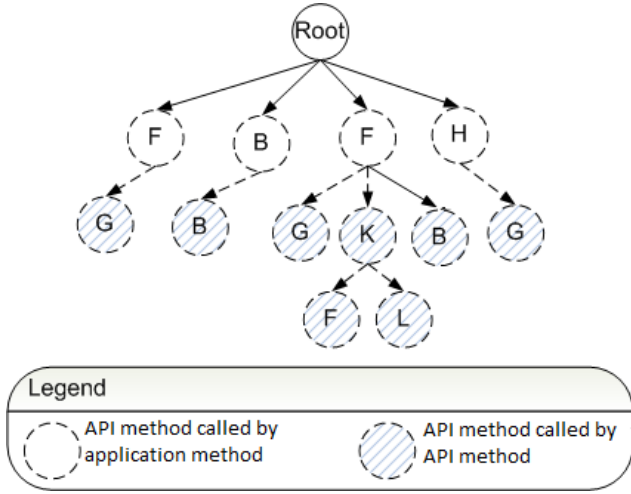 Root
F
B
F
H
G
B
G
K
B
G
F
L
Legend
API method called by
application method
API method called by
API method